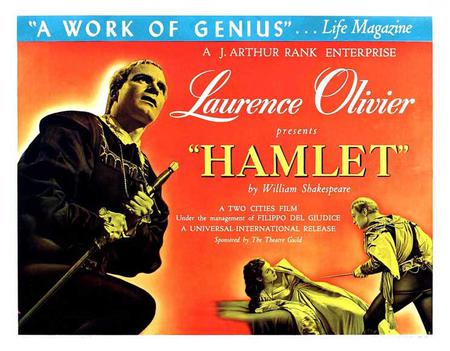 "A WORK OF GENIUS"... Life Magazine
A J. ARTHUR RANK ENTERPRISE
Laurence Olivier
presents
"HAMLET"
by William Shakespeare
A TWO CITIES FILM
Under the management of FILIPPO DEL GIUDICE
A UNIVERSAL-INTERNATIONAL RELEASE
Sponsored by The Theatre Guild